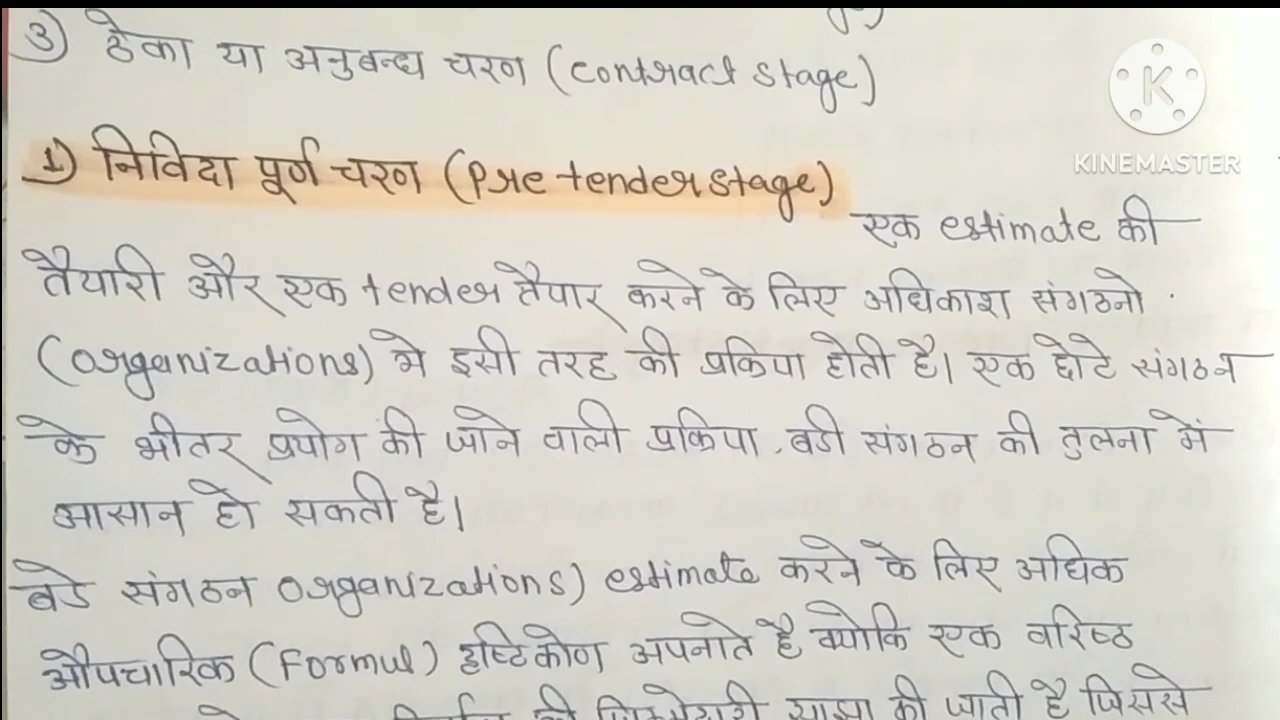 3) ठेका या अनुबन्ध चरण (Contract stage)
K
KINEMASTER
1) निविदा पूर्ण चरण (Pre tender stage)
एक estimate की
तैयारी और एक tender तैयार करने के लिए अधिकाश संगठनो
(Organizations) मे इसी तरह की प्रकिया होती है। एक छोटे संगठन
के भीतर प्रयोग की जाने वाली प्रकिया, बडी संगठन की तुलना में
आसान हो सकती है।
बडे संगठन Organizations) estimate करने के लिए अधिक
औपचारिक (Formul) दृष्टिकोण अपनाते है क्योकि एक वरिष्ठ
की जिम्मेदारी साझा की जाती है जिससे